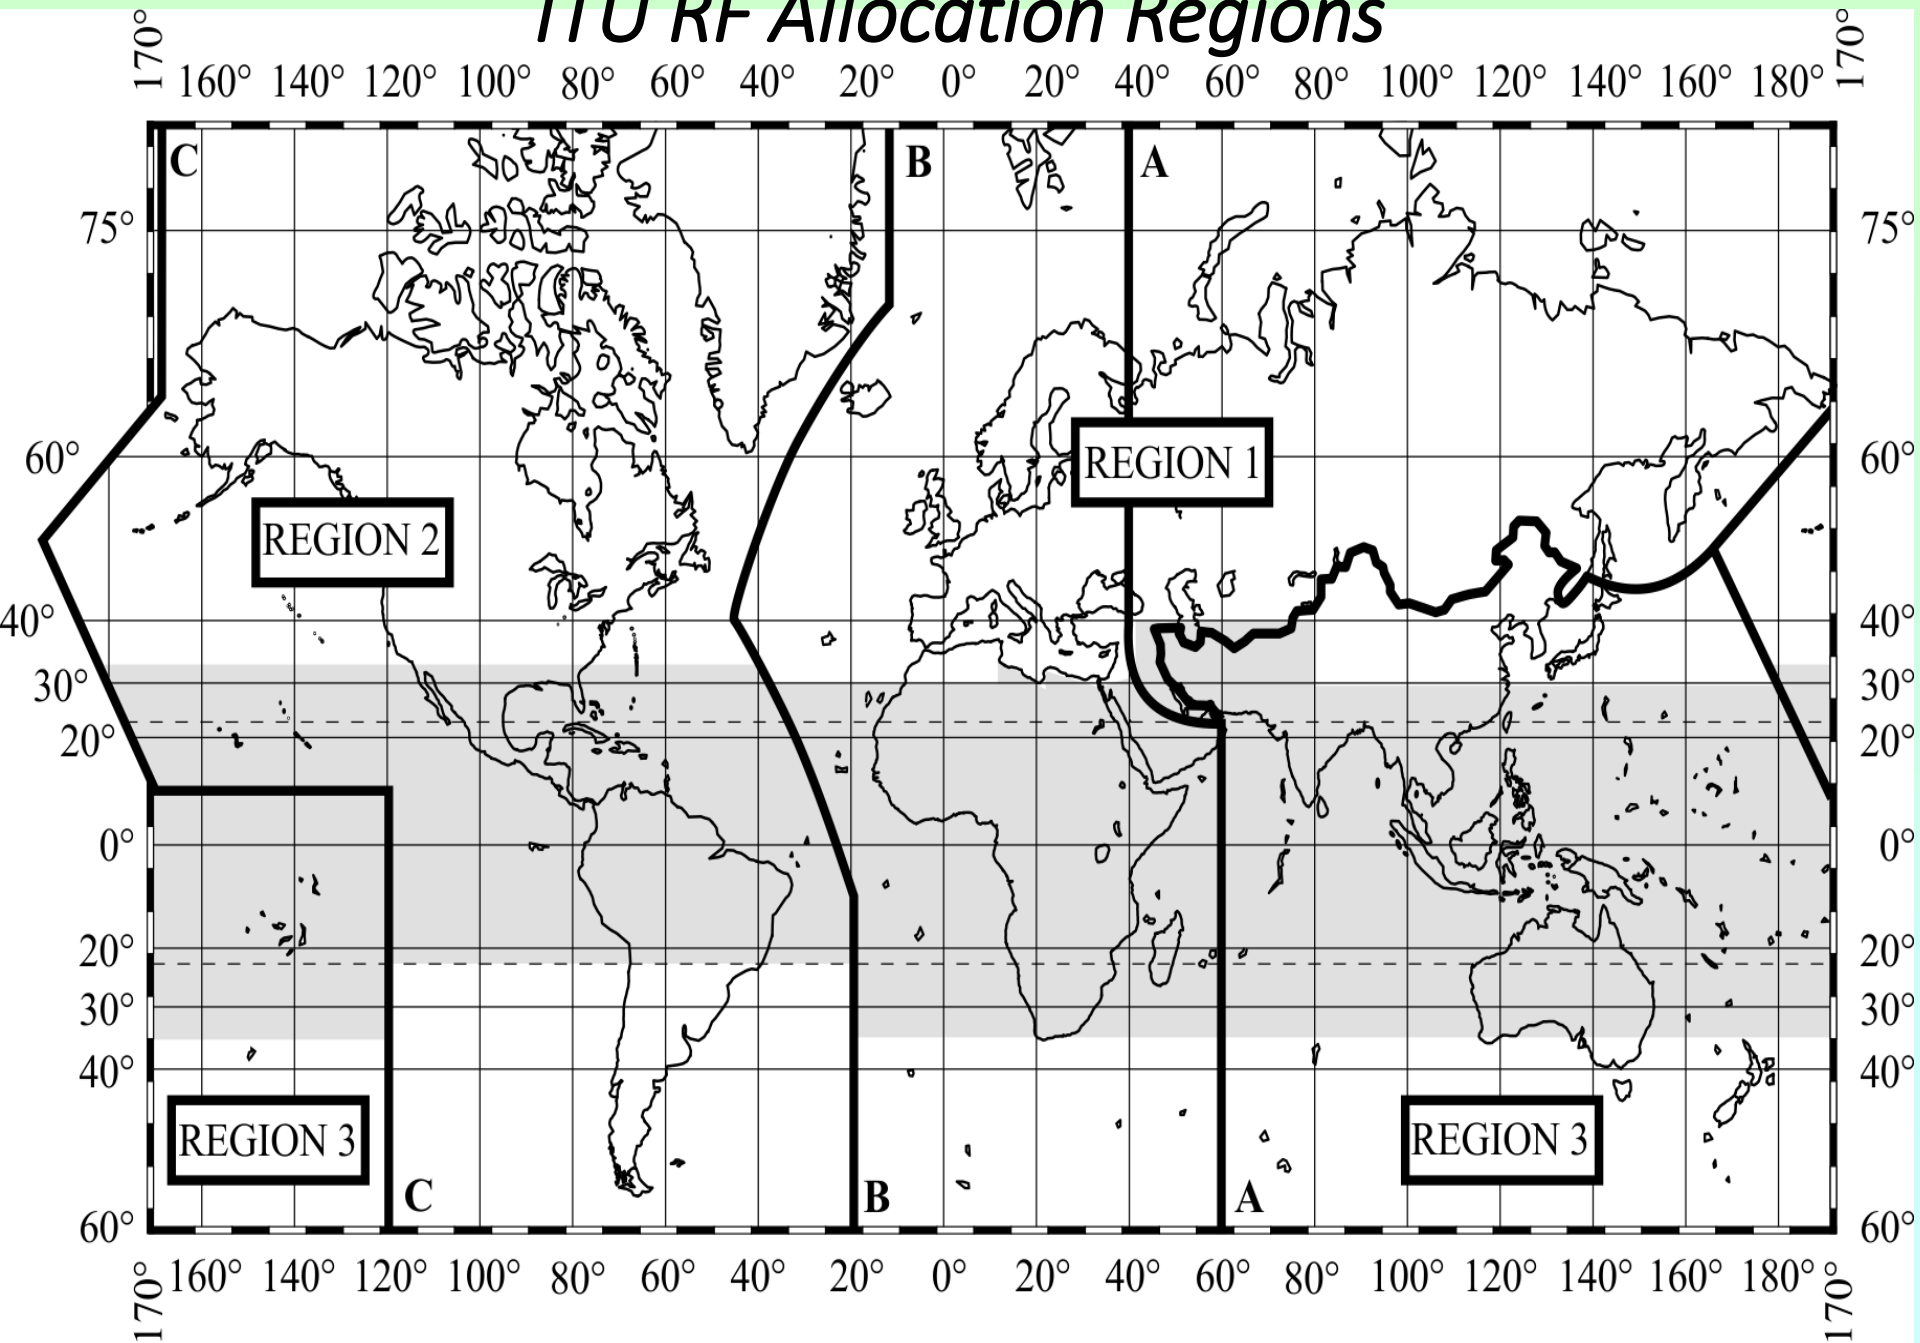 ITU RF Allocation Regions
170° 160° 140° 120° 100° 80° 60° 40° 20° 0° 20° 40° 60° 80° 100° 120° 140° 160° 180° 170°
C B A
75° 75°
REGION 1
60° 60°
REGION 2
40° 40°
30° 30°
20° 20°
0° 0°
20° 20°
30° 30°
40° 40°
REGION 3 REGION 3
C B A
60° 60°
170° 160° 140° 120° 100° 80° 60° 40° 20° 0° 20° 40° 60° 80° 100° 120° 140° 160° 180° 170°